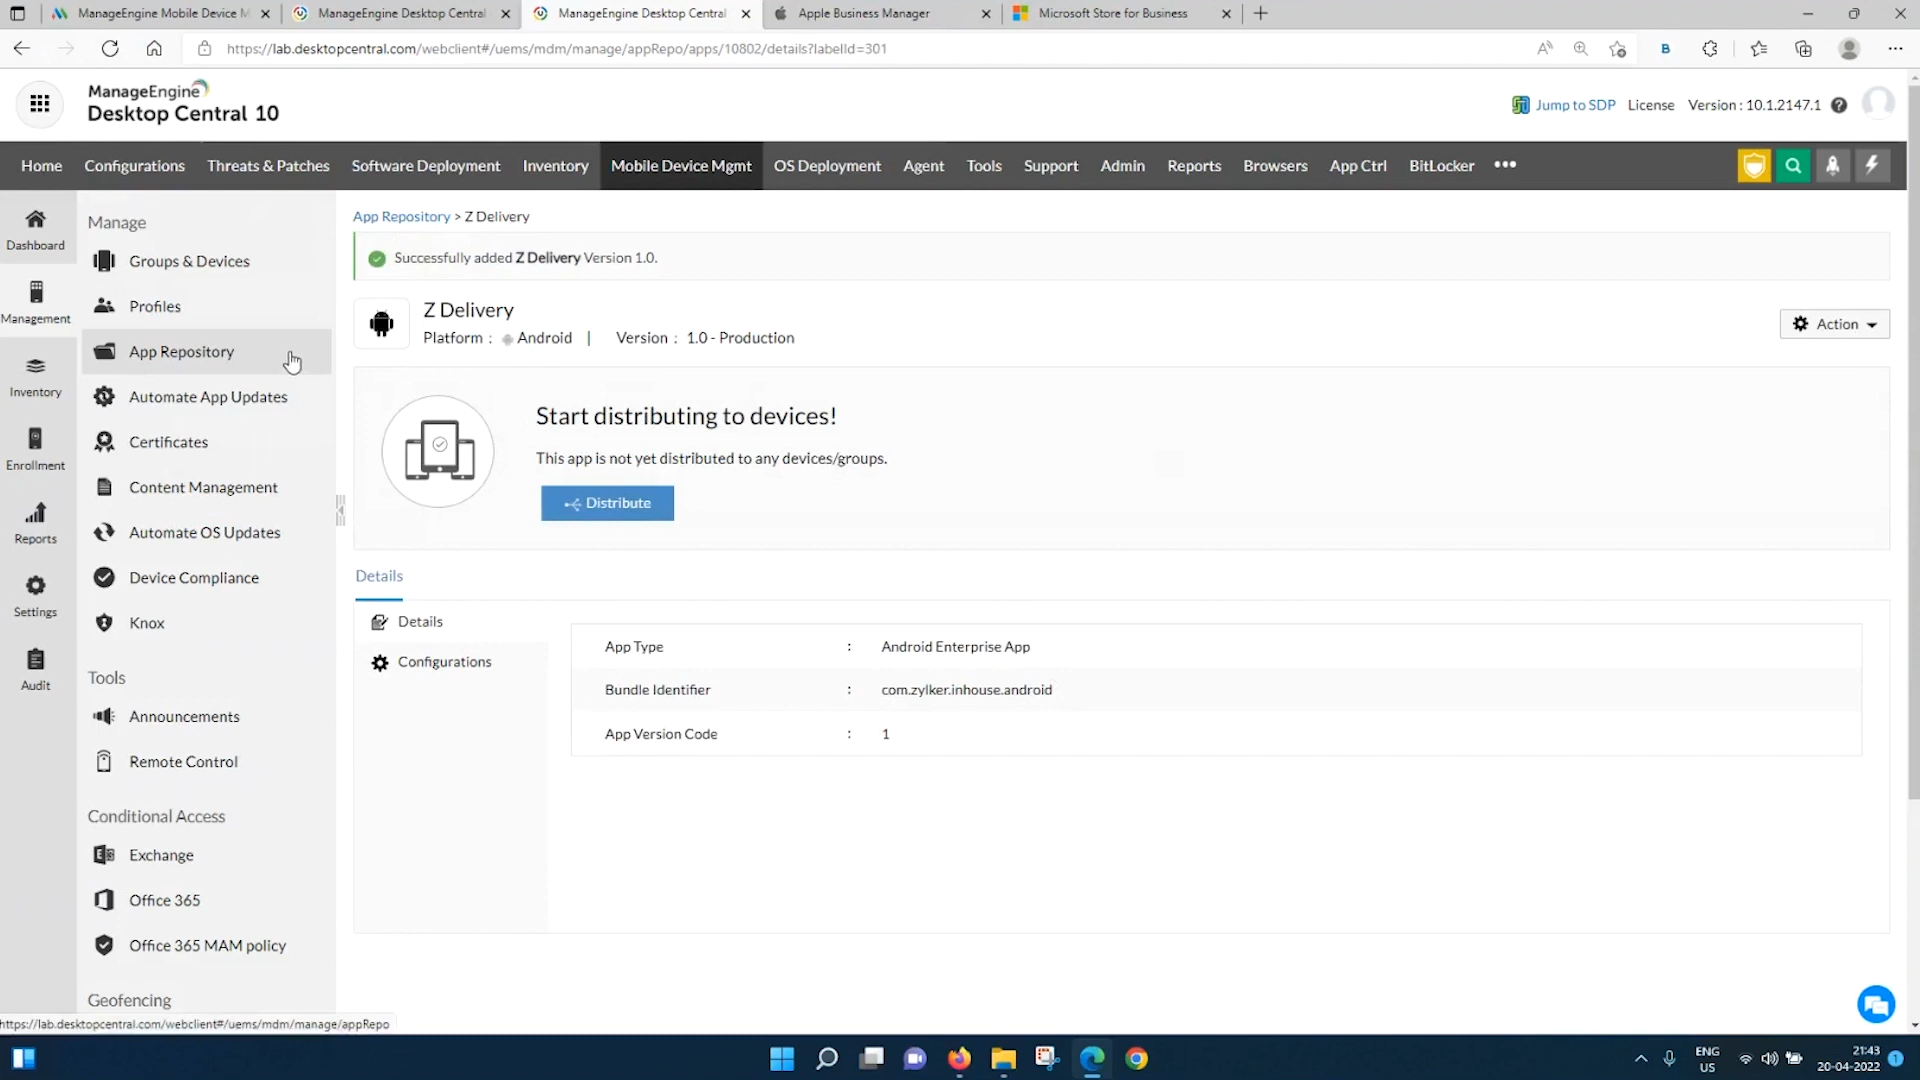 ManageEngine Mobile Device M
ManageEngine Desktop Central
ManageEngine Desktop Central
Apple Business Manager
Microsoft Store for Business
https://lab.desktopcentral.com/webclient#/uems/mdm/manage/appRepo/apps/10802/details?labelId=301
ManageEngine
Desktop Central 10
Jump to SDP License Version : 10.1.2147.1
Home Configurations Threats & Patches Software Deployment Inventory Mobile Device Mgmt OS Deployment Agent Tools Support Admin Reports Browsers App Ctrl BitLocker •••
Dashboard
Management
Inventory
Enrollment
Reports
Settings
Audit
Manage
Groups & Devices
Profiles
App Repository
Automate App Updates
Certificates
Content Management
Automate OS Updates
Device Compliance
Knox
Tools
Announcements
Remote Control
Conditional Access
Exchange
Office 365
Office 365 MAM policy
Geofencing
https://lab.desktopcentral.com/webclient#/uems/mdm/manage/appRepo
App Repository > Z Delivery
Successfully added Z Delivery Version 1.0.
Z Delivery
Platform : Android | Version : 1.0 - Production
Action
Start distributing to devices!
This app is not yet distributed to any devices/groups.
Distribute
Details
Details
Configurations
App Type : Android Enterprise App
Bundle Identifier : com.zylker.inhouse.android
App Version Code : 1
ENG
US
21:43
20-04-2022
1